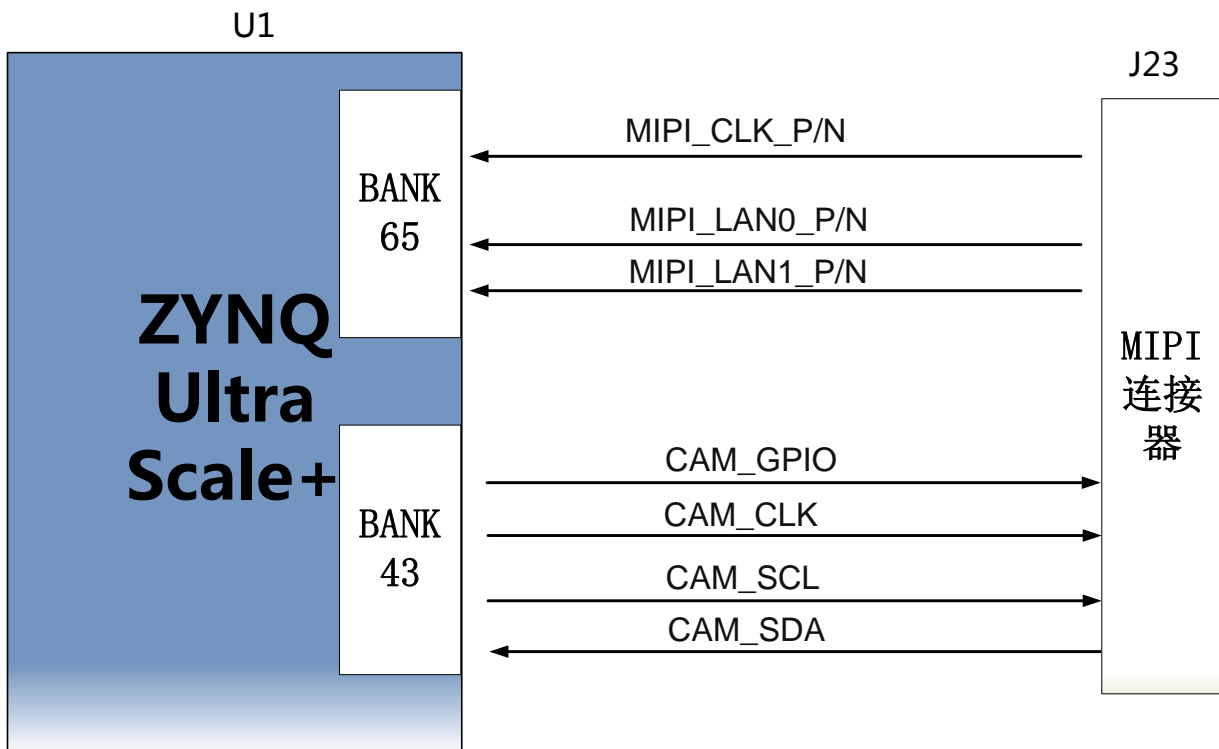 U1
J23
MIPI_CLK_P/N
BANK
65
MIPI_LAN0_P/N
MIPI_LAN1_P/N
ZYNQ
Ultra
Scale+
MIPI
连接
器
BANK
43
CAM_GPIO
CAM_CLK
CAM_SCL
CAM_SDA